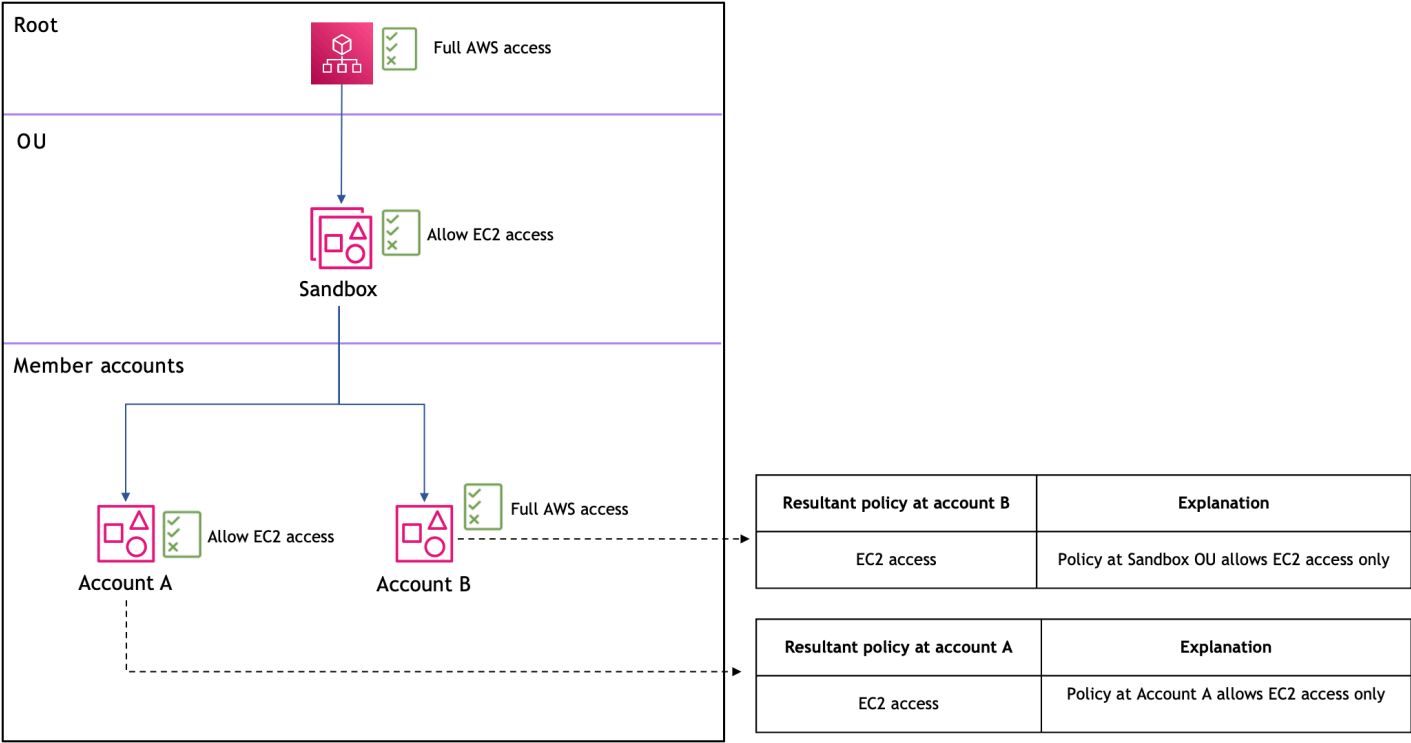 Root
Full AWS access
OU
Allow EC2 access
Sandbox
Member accounts
Allow EC2 access
Account A
Full AWS access
Account B
Resultant policy at account B
Explanation
EC2 access
Policy at Sandbox OU allows EC2 access only
Resultant policy at account A
Explanation
EC2 access
Policy at Account A allows EC2 access only